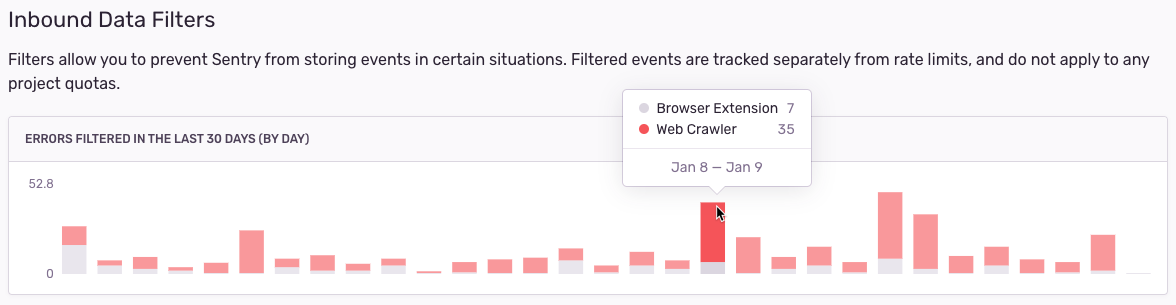 Inbound Data Filters
Filters allow you to prevent Sentry from storing events in certain situations. Filtered events are tracked separately from rate limits, and do not apply to any
project quotas.
Browser Extension 7
Web Crawler 35
Jan 8 — Jan 9
ERRORS FILTERED IN THE LAST 30 DAYS (BY DAY)
52.8
0